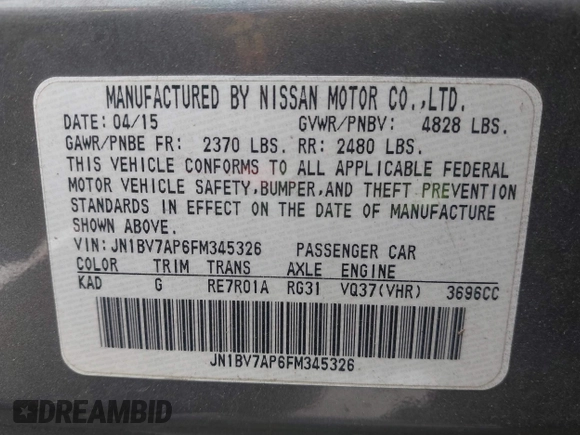 MANUFACTURED BY NISSAN MOTOR CO.,LTD.
DATE: 04/15 GVWR/PNBV: 4828 LBS.
GAWR/PNBE FR: 2370 LBS. RR: 2480 LBS.
THIS VEHICLE CONFORMS TO ALL APPLICABLE FEDERAL
MOTOR VEHICLE SAFETY,BUMPER,AND THEFT PREVENTION
STANDARDS IN EFFECT ON THE DATE OF MANUFACTURE
SHOWN ABOVE.
VIN: JN1BV7AP6FM345326 PASSENGER CAR
COLOR TRIM TRANS AXLE ENGINE
KAD G RE7R01A RG31 VQ37(VHR) 3696CC
JN1BV7AP6FM345326
DREAMBID